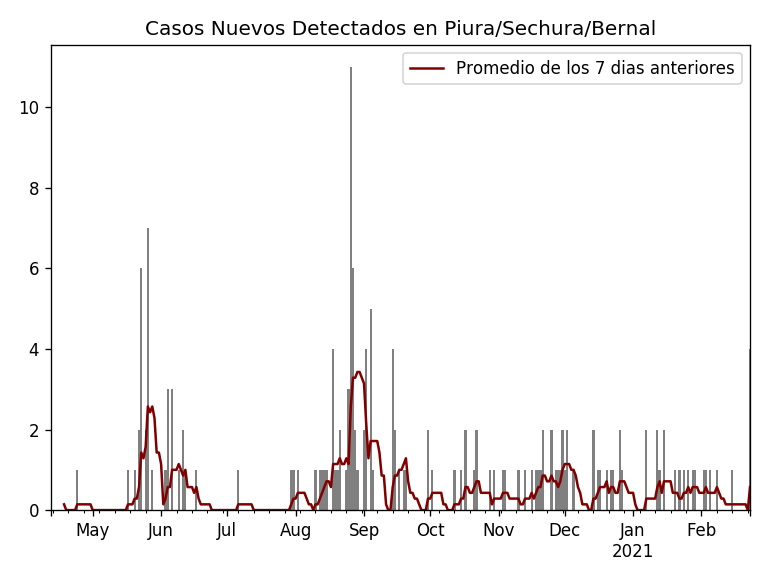 Casos Nuevos Detectados en Piura/Sechura/Bernal
Promedio de los 7 dias anteriores
10
8
6
4
2
0
May Jun Jul Aug Sep Oct Nov Dec Jan Feb
2021